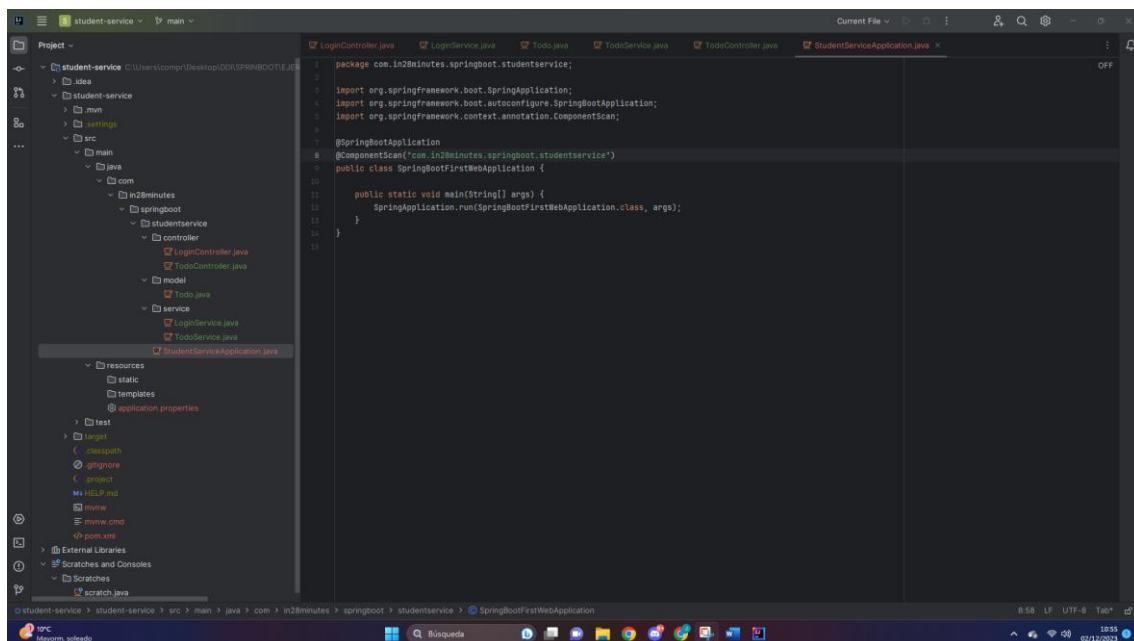 student-service
main
Current File
Project
LoginController.java
LoginService.java
Todo.java
TodoService.java
TodoController.java
StudentServiceApplication.java
student-service C:\Users\compr\Desktop\DDI\SPRINBOOT\EJER
.idea
student-service
.mvn
.settings
src
main
java
com
in28minutes
springboot
studentservice
controller
LoginController.java
TodoController.java
model
Todo.java
service
LoginService.java
TodoService.java
StudentServiceApplication.java
resources
static
templates
application.properties
test
target
.classpath
.gitignore
.project
HELP.md
mvnw
mvnw.cmd
pom.xml
External Libraries
Scratches and Consoles
Scratches
scratch.java
OFF
1 package com.in28minutes.springboot.studentservice;
2
3 import org.springframework.boot.SpringApplication;
4 import org.springframework.boot.autoconfigure.SpringBootApplication;
5 import org.springframework.context.annotation.ComponentScan;
6
7 @SpringBootApplication
8 @ComponentScan("com.in28minutes.springboot.studentservice")
9 public class SpringBootFirstWebApplication {
10
11 public static void main(String[] args) {
12 SpringApplication.run(SpringBootFirstWebApplication.class, args);
13 }
14 }
15
student-service > student-service > src > main > java > com > in28minutes > springboot > studentservice > SpringBootFirstWebApplication
8:58 LF UTF-8 Tab*
10°C
Mayorm. soleado
Búsqueda
10:55
02/12/2023